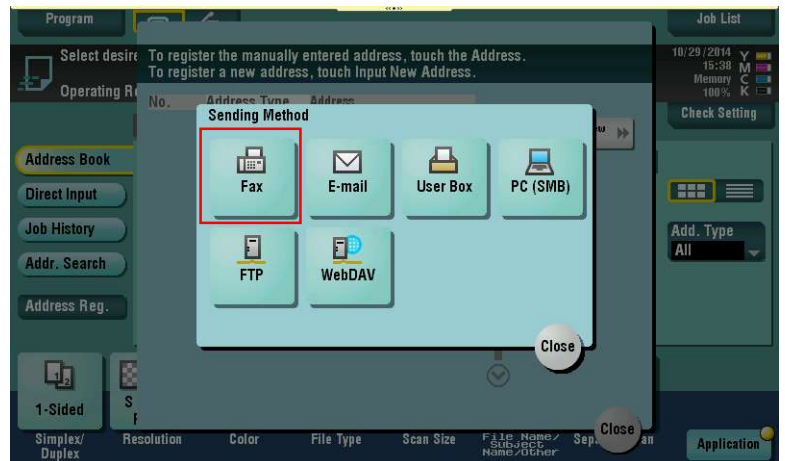 Program
Job List
Select desire
Operating R
To register the manually entered address, touch the Address.
To register a new address, touch Input New Address.
10/29/2014
15:38
Memory
100%
Y
M
C
K
Check Setting
No. Address Type Address
Sending Method
Fax
E-mail
User Box
PC (SMB)
FTP
WebDAV
Close
Address Book
Direct Input
Job History
Addr. Search
Address Reg.
Add. Type
All
1-Sided
S
Simplex/
Duplex
Resolution
Color
File Type
Scan Size
File Name/
Subject
Name/Other
Sep
an
Close
Application